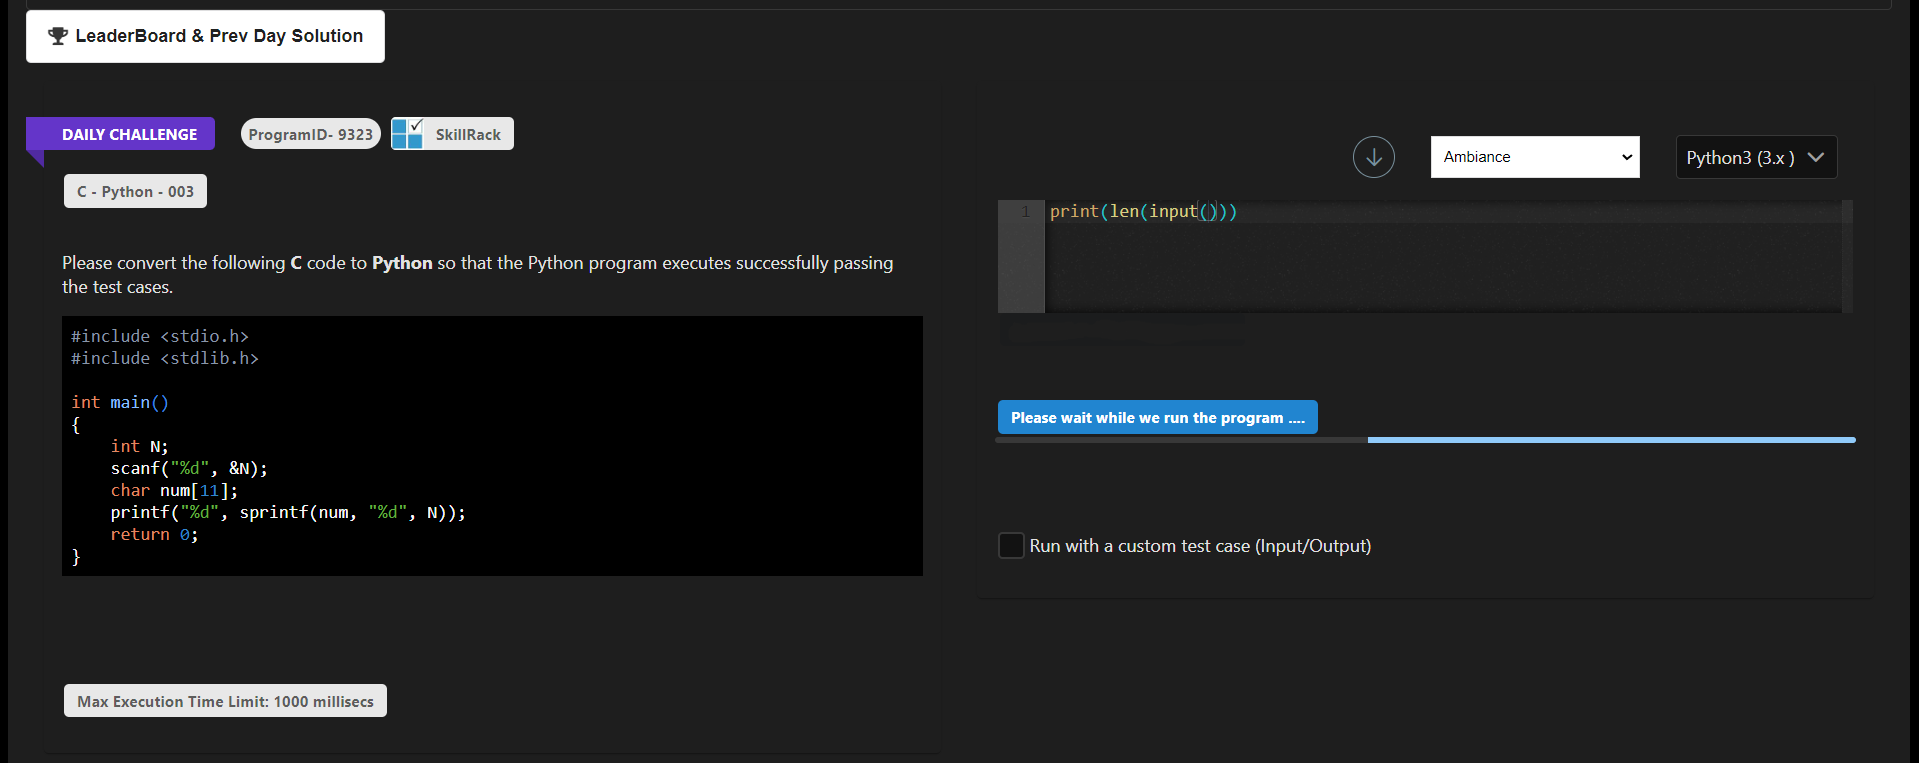 LeaderBoard & Prev Day Solution
DAILY CHALLENGE
ProgramID- 9323
SkillRack
C - Python - 003
Please convert the following C code to Python so that the Python program executes successfully passing
the test cases.
#include <stdio.h>
#include <stdlib.h>
int main()
{
    int N;
    scanf("%d", &N);
    char num[11];
    printf("%d", sprintf(num, "%d", N));
    return 0;
}
Max Execution Time Limit: 1000 millisecs
Ambiance
Python3 (3.x )
1 print(len(input()))
Please wait while we run the program ....
Run with a custom test case (Input/Output)